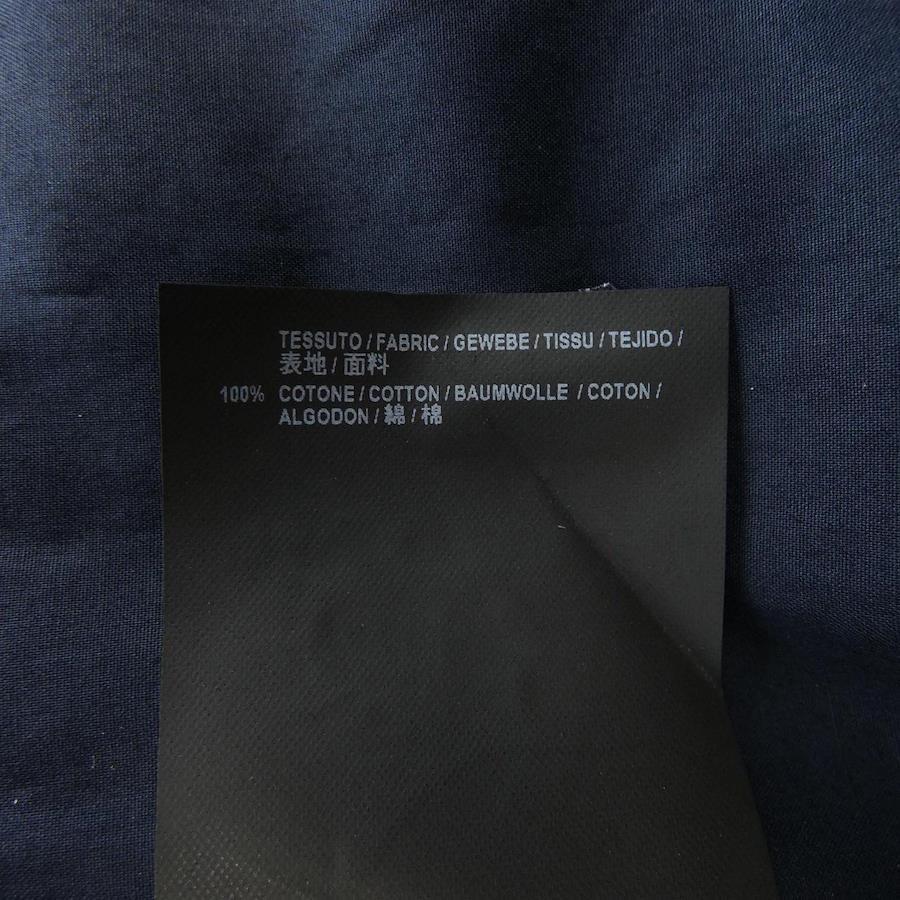 TESSUTO / FABRIC / GEWEBE / TISSU / TEJIDO /
表地 / 面料
100% COTONE / COTTON / BAUMWOLLE / COTON /
ALGODON / 綿 / 棉